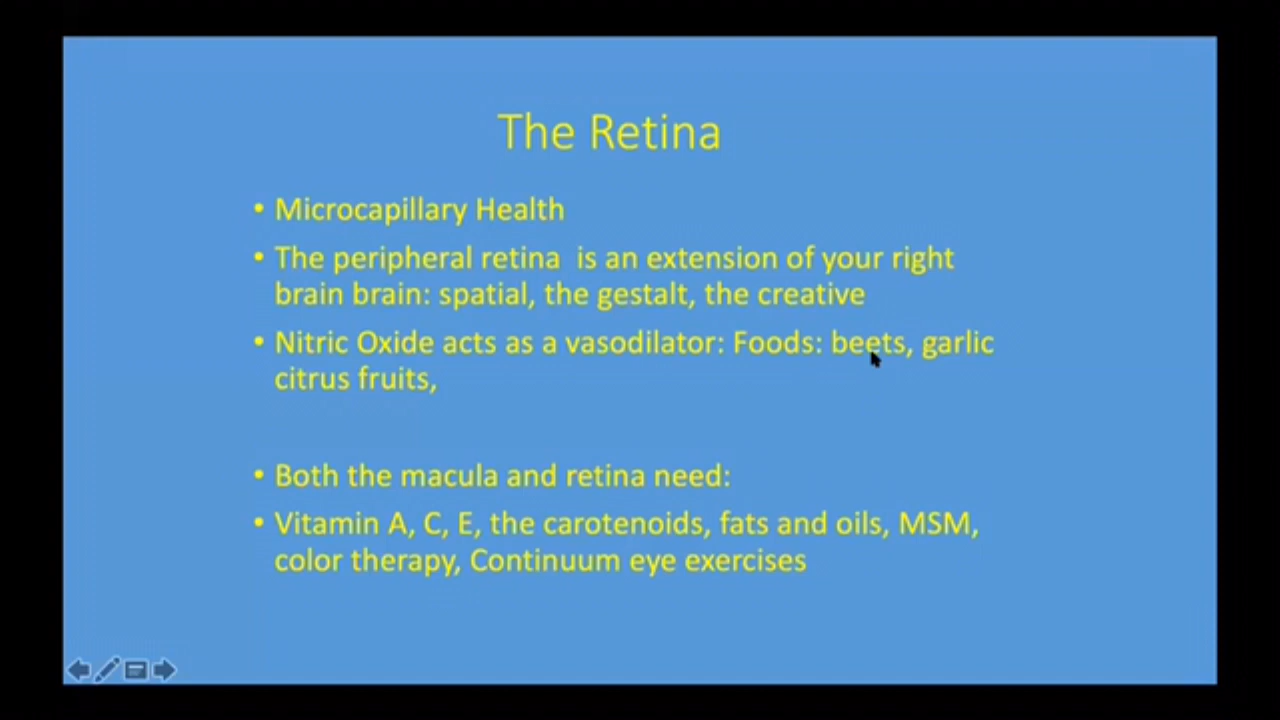 The Retina
• Microcapillary Health
• The peripheral retina  is an extension of your right
brain brain: spatial, the gestalt, the creative
• Nitric Oxide acts as a vasodilator: Foods: beets, garlic
citrus fruits,
• Both the macula and retina need:
• Vitamin A, C, E, the carotenoids, fats and oils, MSM,
color therapy, Continuum eye exercises